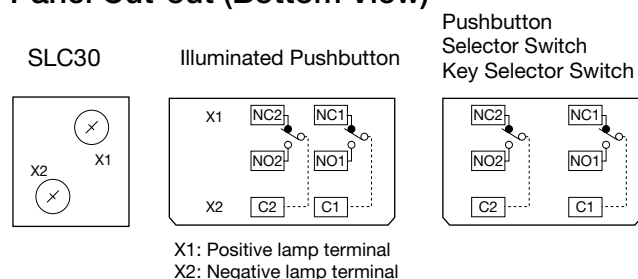 Panel Cut-out (Bottom View)
SLC30
Illuminated Pushbutton
Pushbutton
Selector Switch
Key Selector Switch
X1
X2
X1 NC2 NC1
NO2 NO1
X2 C2 C1
NC2 NC1
NO2 NO1
C2 C1
X1: Positive lamp terminal
X2: Negative lamp terminal